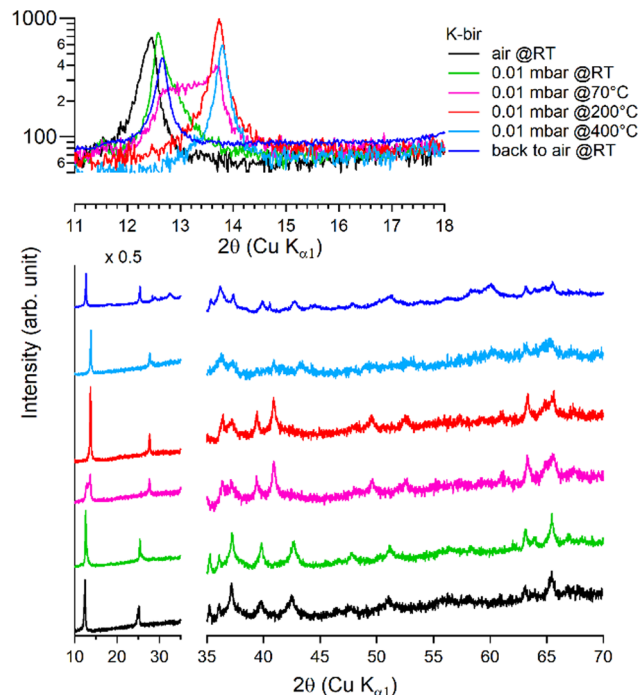 K-bir
air @RT
0.01 mbar @RT
0.01 mbar @70°C
0.01 mbar @200°C
0.01 mbar @400°C
back to air @RT
1000
6
4
2
100
6
11 12 13 14 15 16 17 18
2θ (Cu Kα1)
x 0.5
Intensity (arb. unit)
10 20 30 35 40 45 50 55 60 65 70
2θ (Cu Kα1)